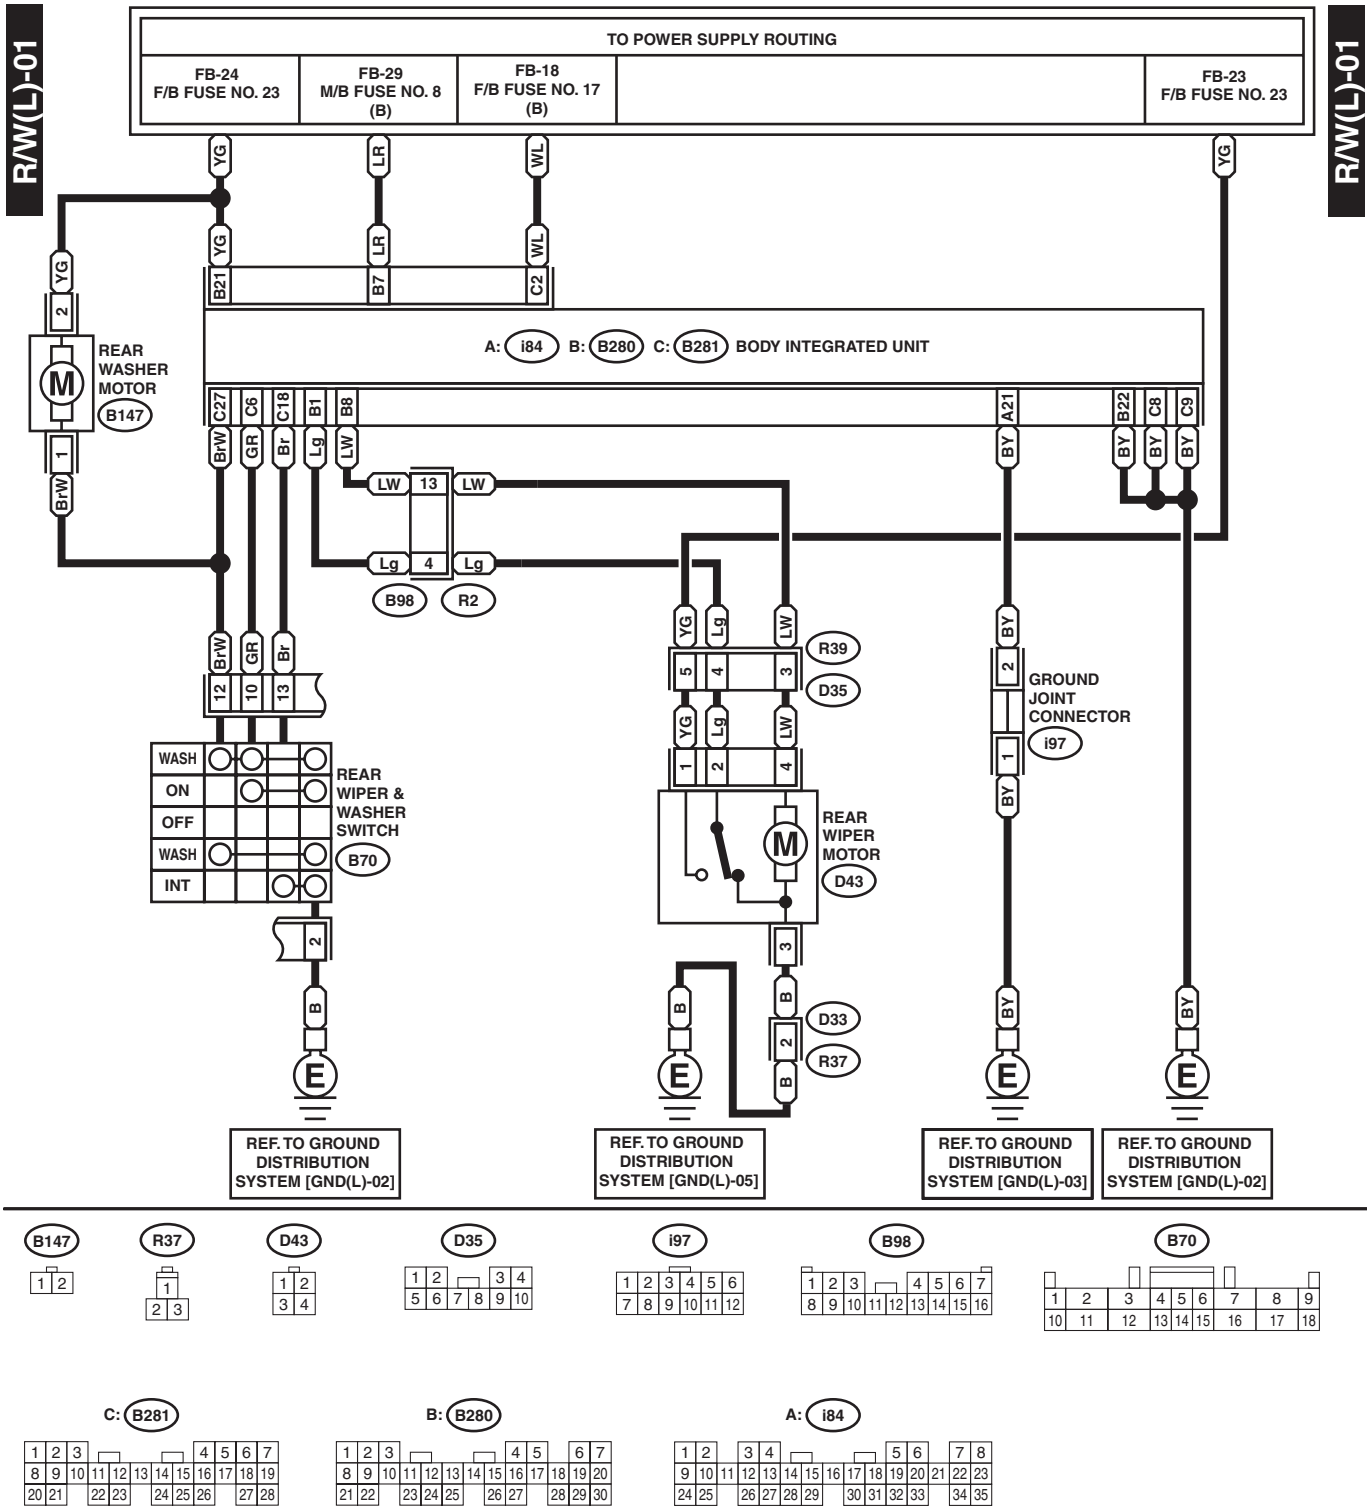 R/W(L)-01
R/W(L)-01
TO POWER SUPPLY ROUTING
FB-24
F/B FUSE NO. 23
FB-29
M/B FUSE NO. 8
(B)
FB-18
F/B FUSE NO. 17
(B)
FB-23
F/B FUSE NO. 23
YG
LR
WL
YG
YG
LR
WL
B21
B7
C2
YG
2
M
REAR
WASHER
MOTOR
B147
1
BrW
A: i84 B: B280 C: B281 BODY INTEGRATED UNIT
C27
C6
C18
B1
B8
A21
B22
C8
C9
BrW
GR
Br
Lg
LW
BY
BY
BY
BY
LW 13 LW
Lg 4 Lg
B98
R2
BrW
GR
Br
12
10
13
YG
Lg
LW
R39
5
4
3
D35
YG
Lg
LW
1
2
4
BY
2
GROUND
JOINT
CONNECTOR
i97
1
BY
WASH
ON
OFF
WASH
INT
REAR
WIPER &
WASHER
SWITCH
B70
2
B
E
M
REAR
WIPER
MOTOR
D43
3
B
D33
2
R37
B
B
E
BY
E
BY
E
REF. TO GROUND
DISTRIBUTION
SYSTEM [GND(L)-02]
REF. TO GROUND
DISTRIBUTION
SYSTEM [GND(L)-05]
REF. TO GROUND
DISTRIBUTION
SYSTEM [GND(L)-03]
REF. TO GROUND
DISTRIBUTION
SYSTEM [GND(L)-02]
B147
1 2
R37
1
2 3
D43
1 2
3 4
D35
1 2 3 4
5 6 7 8 9 10
i97
1 2 3 4 5 6
7 8 9 10 11 12
B98
1 2 3 4 5 6 7
8 9 10 11 12 13 14 15 16
B70
1 2 3 4 5 6 7 8 9
10 11 12 13 14 15 16 17 18
C: B281
1 2 3 4 5 6 7
8 9 10 11 12 13 14 15 16 17 18 19
20 21 22 23 24 25 26 27 28
B: B280
1 2 3 4 5 6 7
8 9 10 11 12 13 14 15 16 17 18 19 20
21 22 23 24 25 26 27 28 29 30
A: i84
1 2 3 4 5 6 7 8
9 10 11 12 13 14 15 16 17 18 19 20 21 22 23
24 25 26 27 28 29 30 31 32 33 34 35